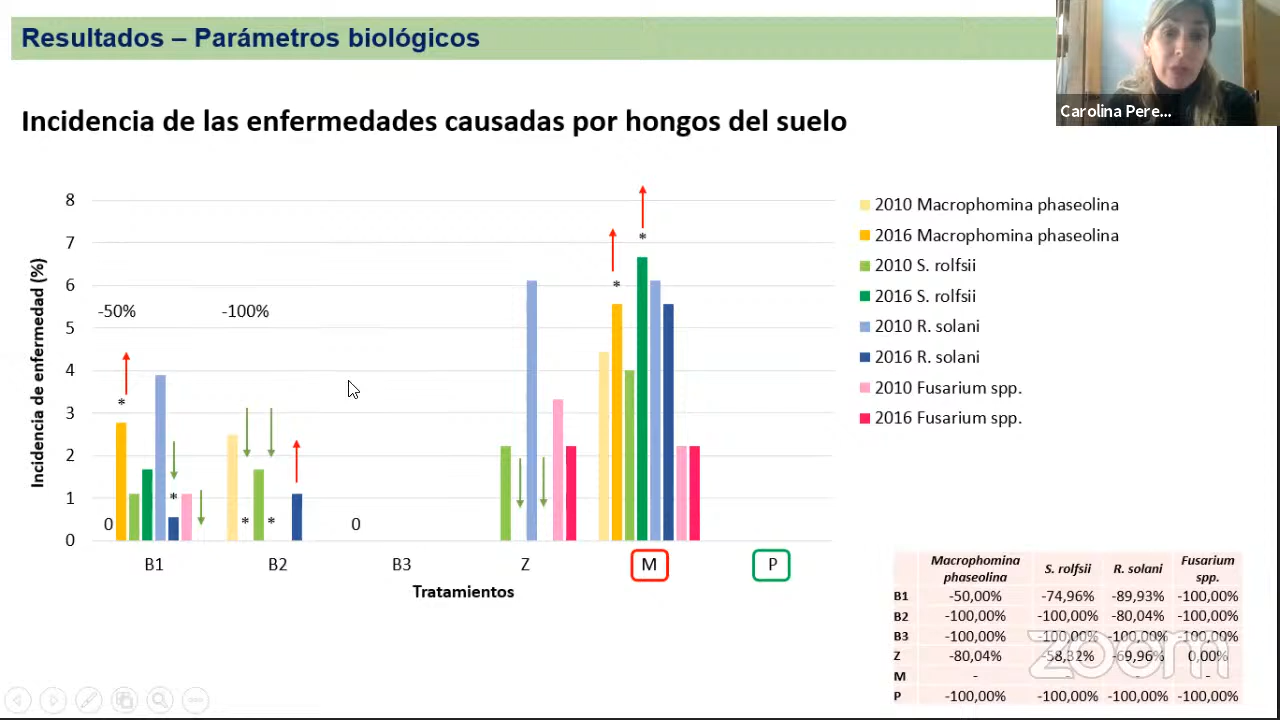 Resultados – Parámetros biológicos
Carolina Pere...
Incidencia de las enfermedades causadas por hongos del suelo
Incidencia de enfermedad (%)
8
7
6
5
4
3
2
1
0
-50%
-100%
*
*
*
*
*
*
0
0
B1
B2
B3
Z
M
P
Tratamientos
2010 Macrophomina phaseolina
2016 Macrophomina phaseolina
2010 S. rolfsii
2016 S. rolfsii
2010 R. solani
2016 R. solani
2010 Fusarium spp.
2016 Fusarium spp.
Macrophomina phaseolina S. rolfsii R. solani Fusarium spp.
B1 -50,00% -74,96% -89,93% -100,00%
B2 -100,00% -100,00% -80,04% -100,00%
B3 -100,00% -100,00% -100,00% -100,00%
Z -80,04% -58,32% -69,96% 0,00%
M - - - -
P -100,00% -100,00% -100,00% -100,00%
zoom